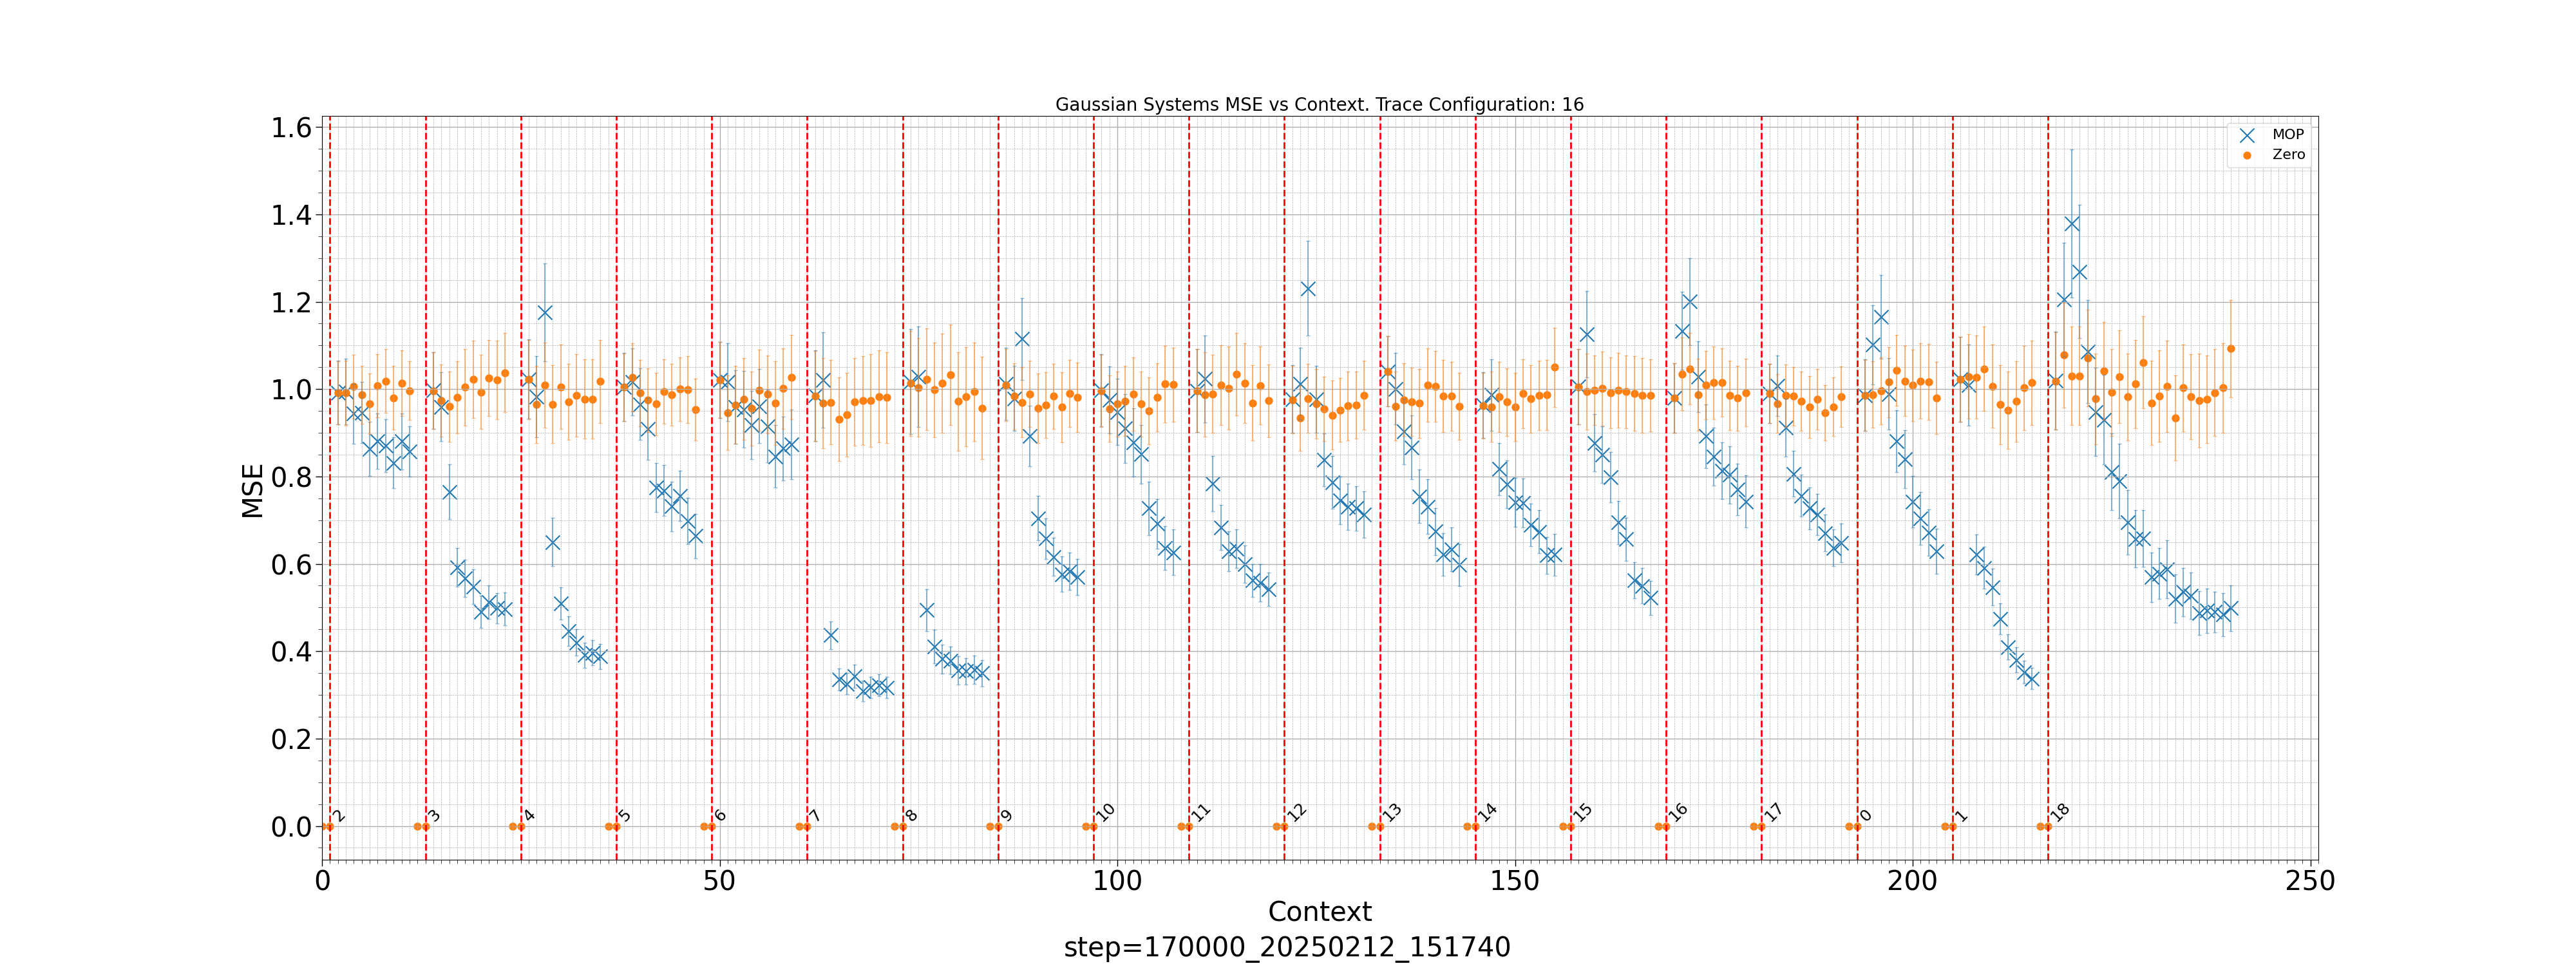 Gaussian Systems MSE vs Context. Trace Configuration: 16
MOP
Zero
MSE
1.6
1.4
1.2
1.0
0.8
0.6
0.4
0.2
0.0
2 3 4 5 6 7 8 9 10 11 12 13 14 15 16 17 0 1 18
0 50 100 150 200 250
Context
step=170000_20250212_151740